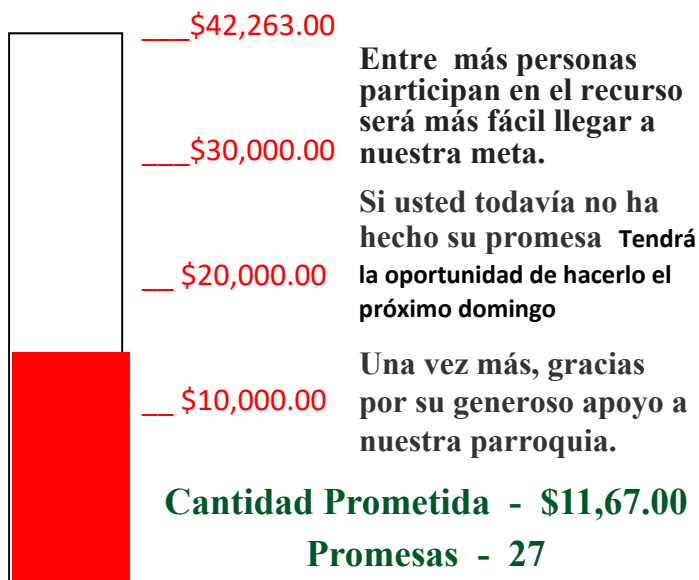 ___$42,263.00
Entre más personas
participan en el recurso
será más fácil llegar a
___$30,000.00 nuestra meta.
Si usted todavía no ha
hecho su promesa Tendrá
__ $20,000.00 la oportunidad de hacerlo el
próximo domingo
Una vez más, gracias
__ $10,000.00 por su generoso apoyo a
nuestra parroquia.
Cantidad Prometida - $11,67.00
Promesas - 27